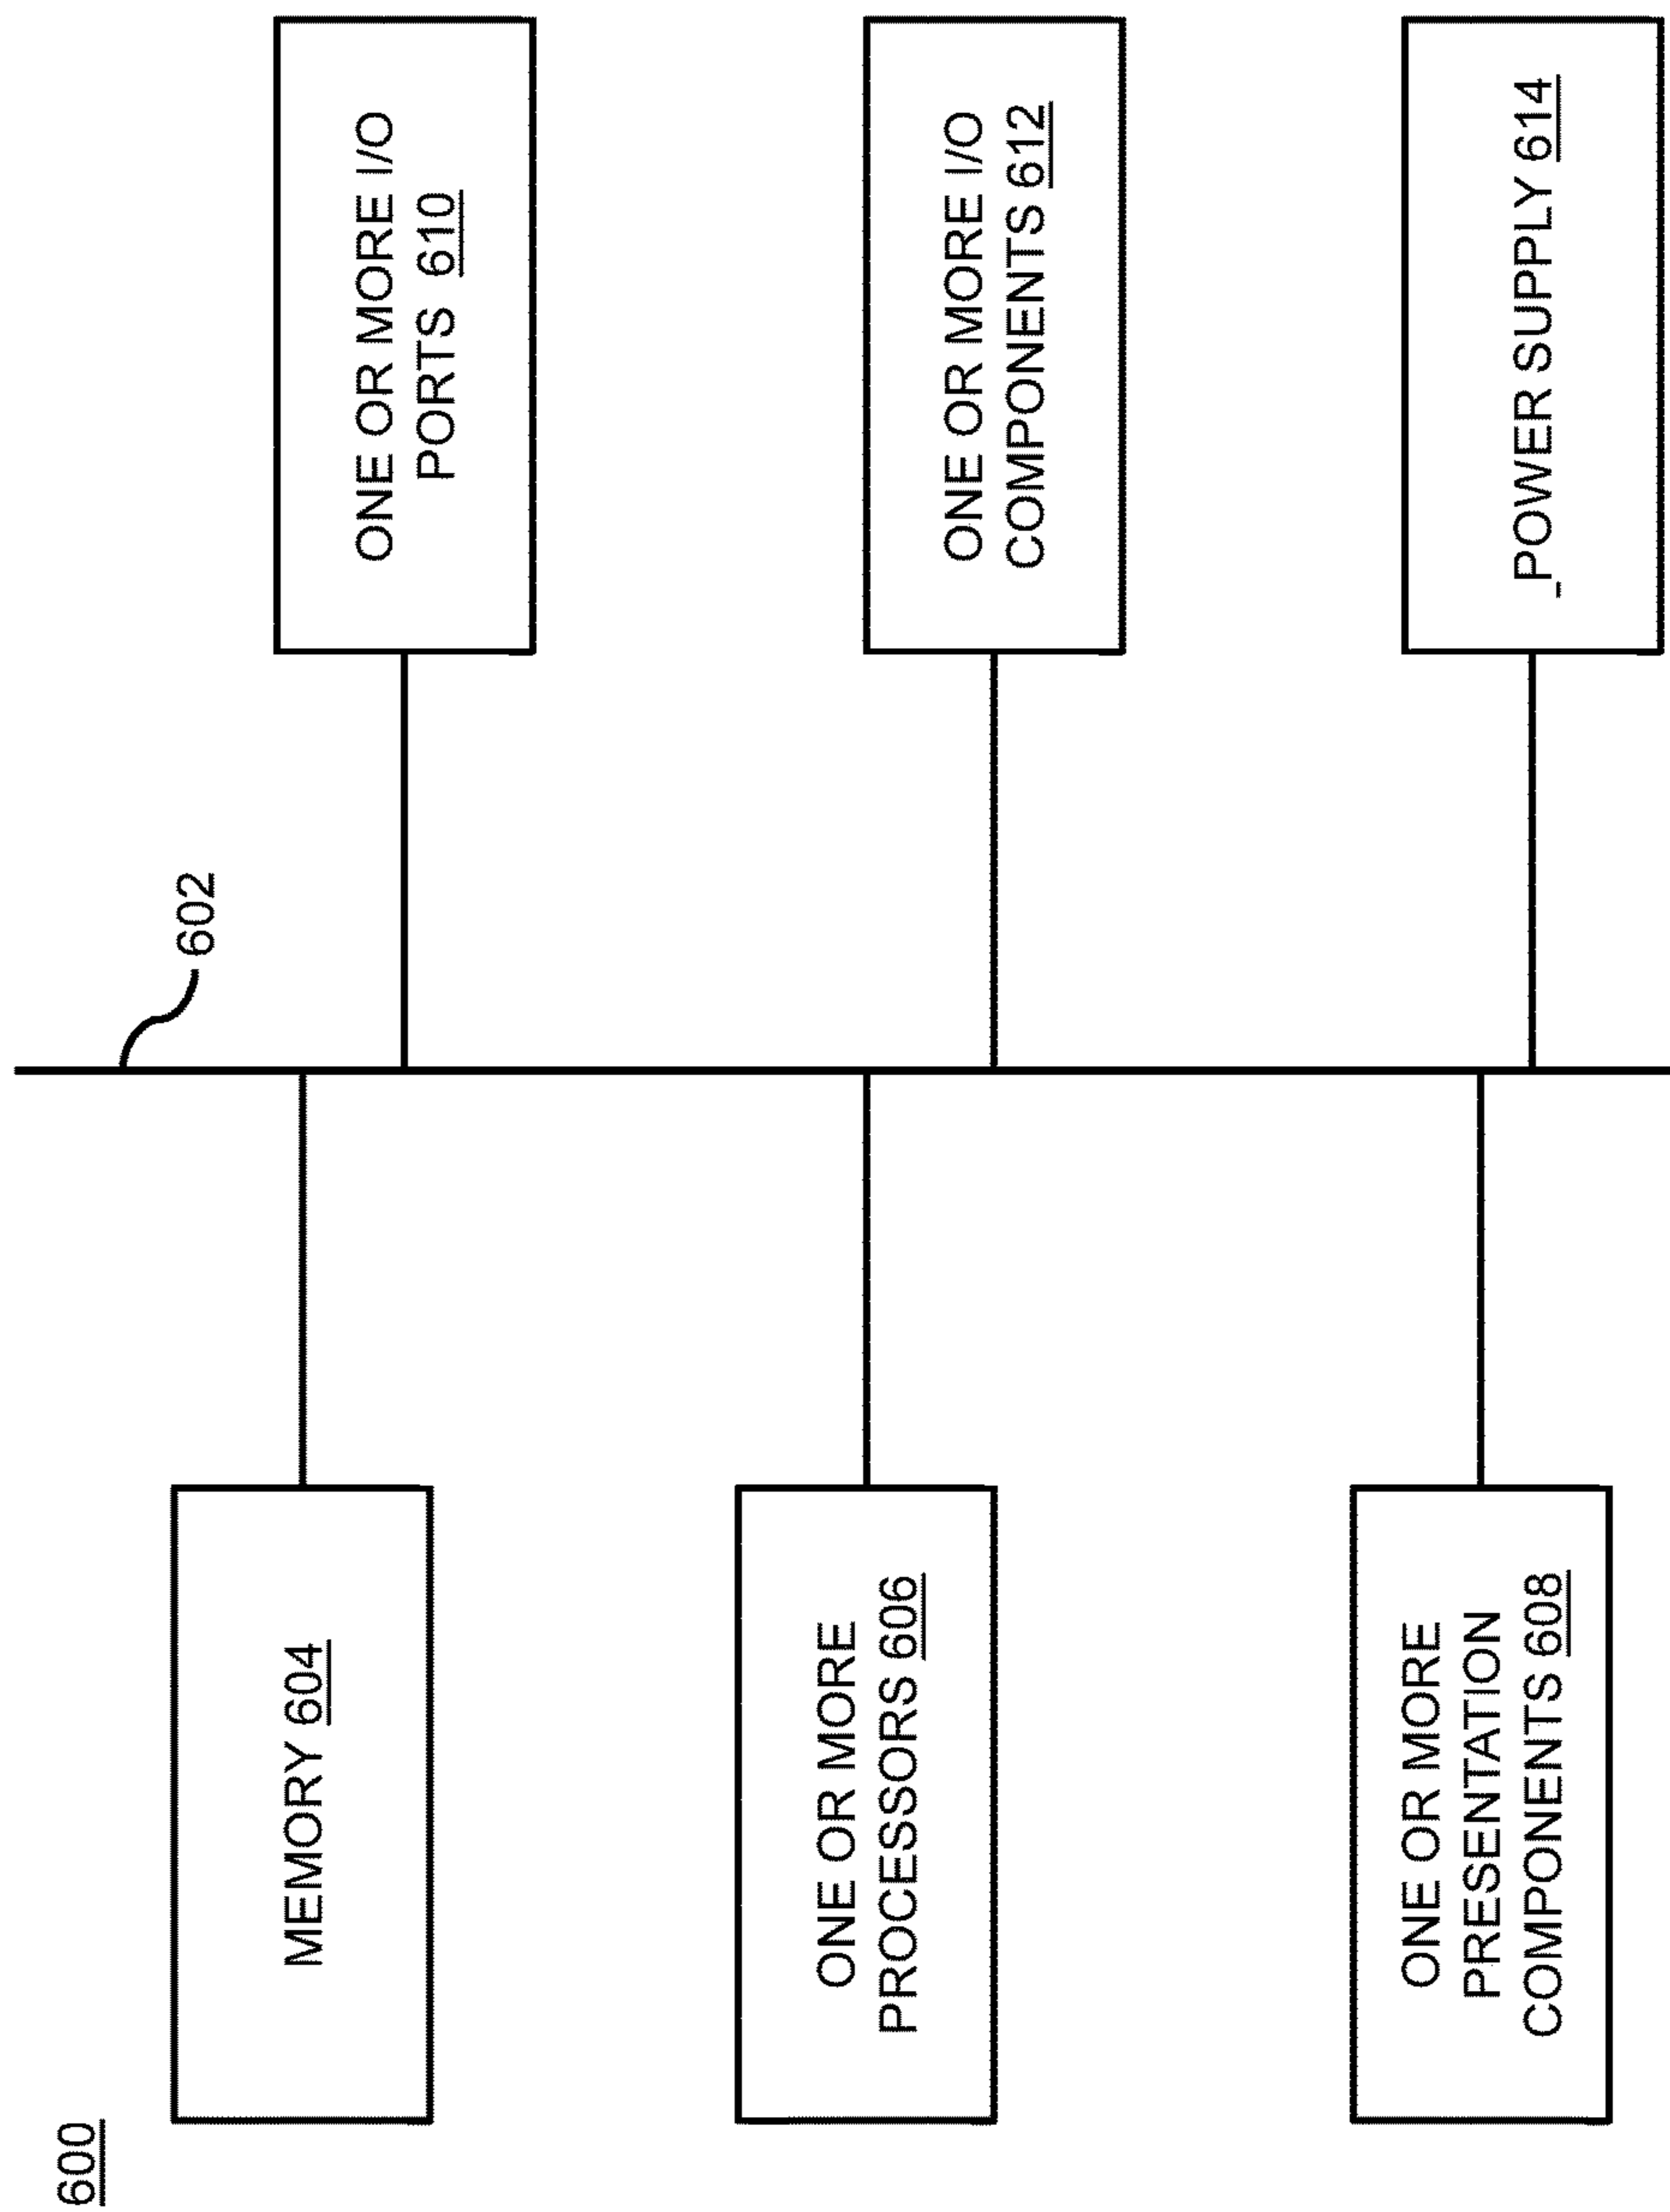 600
602
MEMORY 604
ONE OR MORE
PROCESSORS 606
ONE OR MORE
PRESENTATION
COMPONENTS 608
ONE OR MORE I/O
PORTS 610
ONE OR MORE I/O
COMPONENTS 612
POWER SUPPLY 614